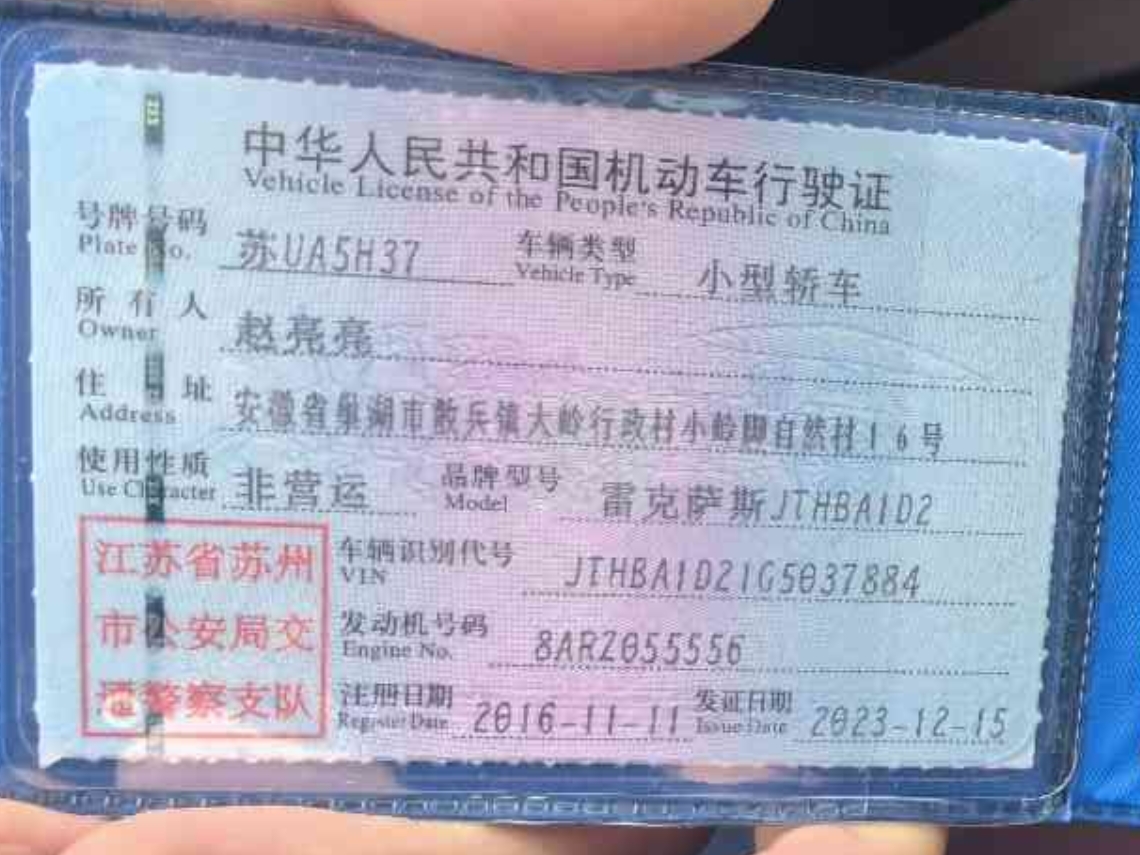 中华人民共和国机动车行驶证
Vehicle License of the People's Republic of China
号牌号码 苏UA5H37 车辆类型 小型轿车
Plate No. Vehicle Type
所有人 赵亮亮
Owner
住址 安徽省巢湖市散兵镇大岭行政村小岭脚自然村16号
Address
使用性质 非营运 品牌型号 雷克萨斯JTHBA1D2
Use Character Model
江苏省苏州
市公安局交
通警察支队
车辆识别代号 JTHBA1D21G5037884
VIN
发动机号码 8ARZ055556
Engine No.
注册日期 2016-11-11 发证日期 2023-12-15
Register Date Issue Date